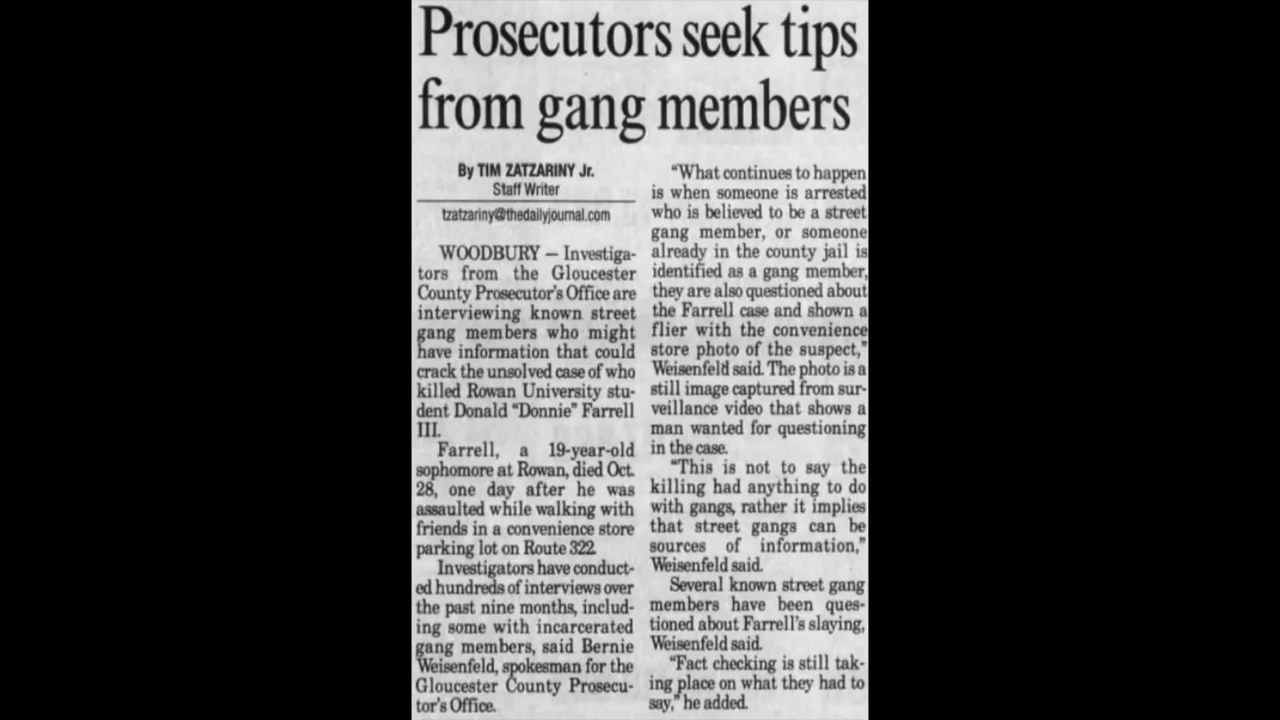 Prosecutors seek tips
from gang members
By TIM ZATZARINY Jr.
Staff Writer
tzatzariny@thedailyjournal.com
WOODBURY — Investiga-
tors from the Gloucester
County Prosecutor's Office are
interviewing known street
gang members who might
have information that could
crack the unsolved case of who
killed Rowan University stu-
dent Donald "Donnie" Farrell
III.
Farrell, a 19-year-old
sophomore at Rowan, died Oct.
28, one day after he was
assaulted while walking with
friends in a convenience store
parking lot on Route 322.
Investigators have conduct-
ed hundreds of interviews over
the past nine months, includ-
ing some with incarcerated
gang members, said Bernie
Weisenfeld, spokesman for the
Gloucester County Prosecu-
tor's Office.
"What continues to happen
is when someone is arrested
who is believed to be a street
gang member, or someone
already in the county jail is
identified as a gang member,
they are also questioned about
the Farrell case and shown a
flier with the convenience
store photo of the suspect,"
Weisenfeld said. The photo is a
still image captured from sur-
veillance video that shows a
man wanted for questioning
in the case.
"This is not to say the
killing had anything to do
with gangs, rather it implies
that street gangs can be
sources of information,"
Weisenfeld said.
Several known street gang
members have been ques-
tioned about Farrell's slaying,
Weisenfeld said.
"Fact checking is still tak-
ing place on what they had to
say," he added.